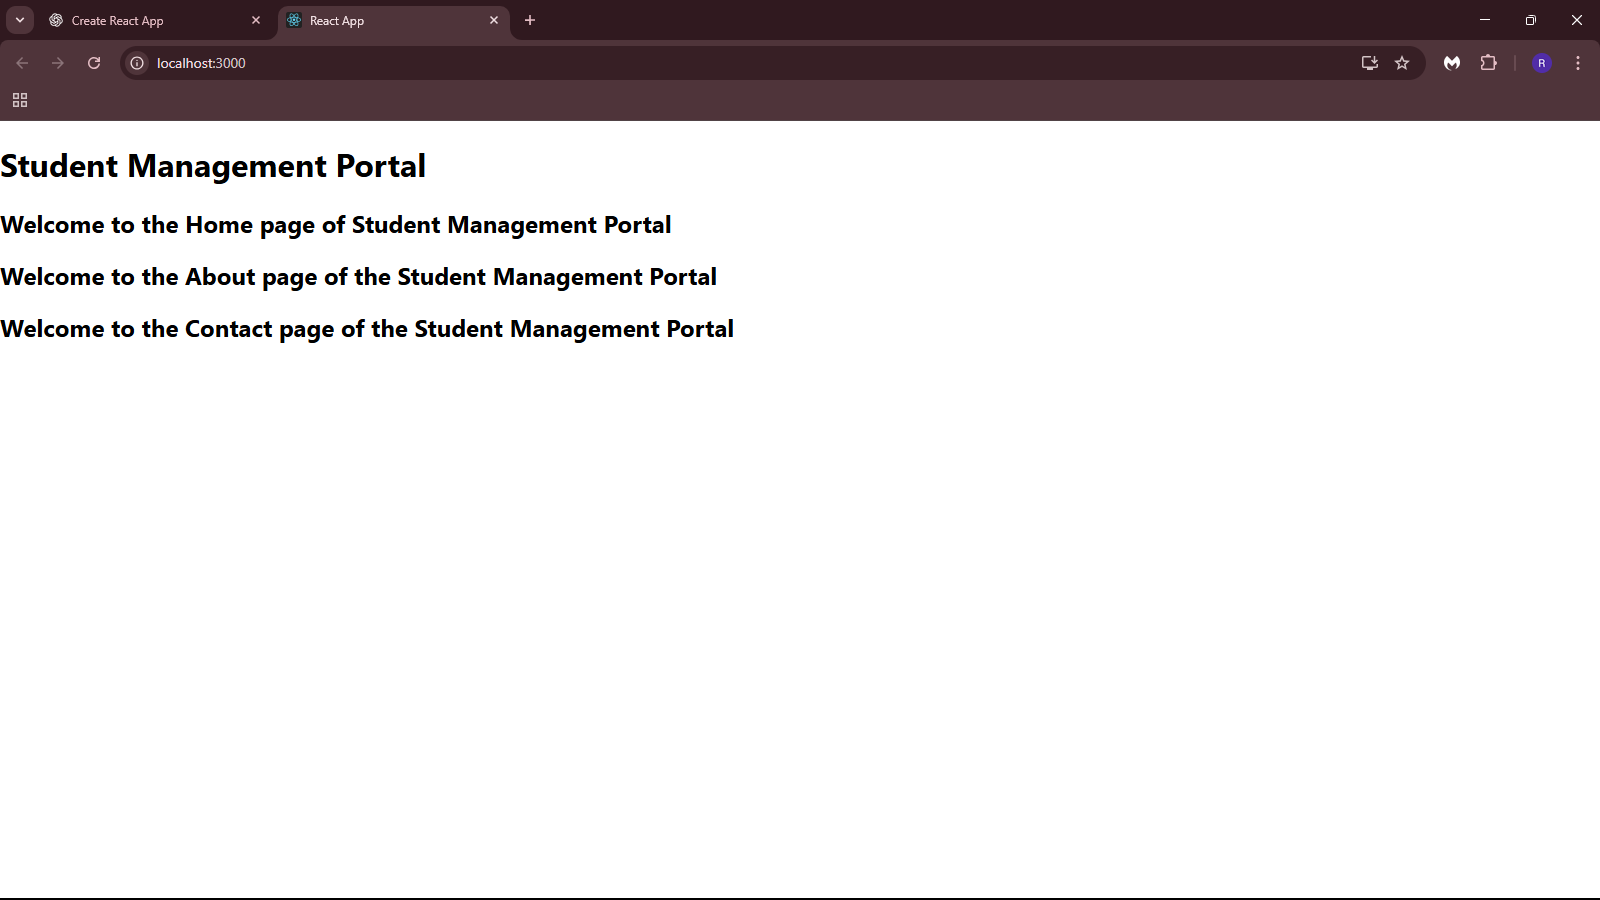 Create React App
React App
localhost:3000
R
Student Management Portal
Welcome to the Home page of Student Management Portal
Welcome to the About page of the Student Management Portal
Welcome to the Contact page of the Student Management Portal